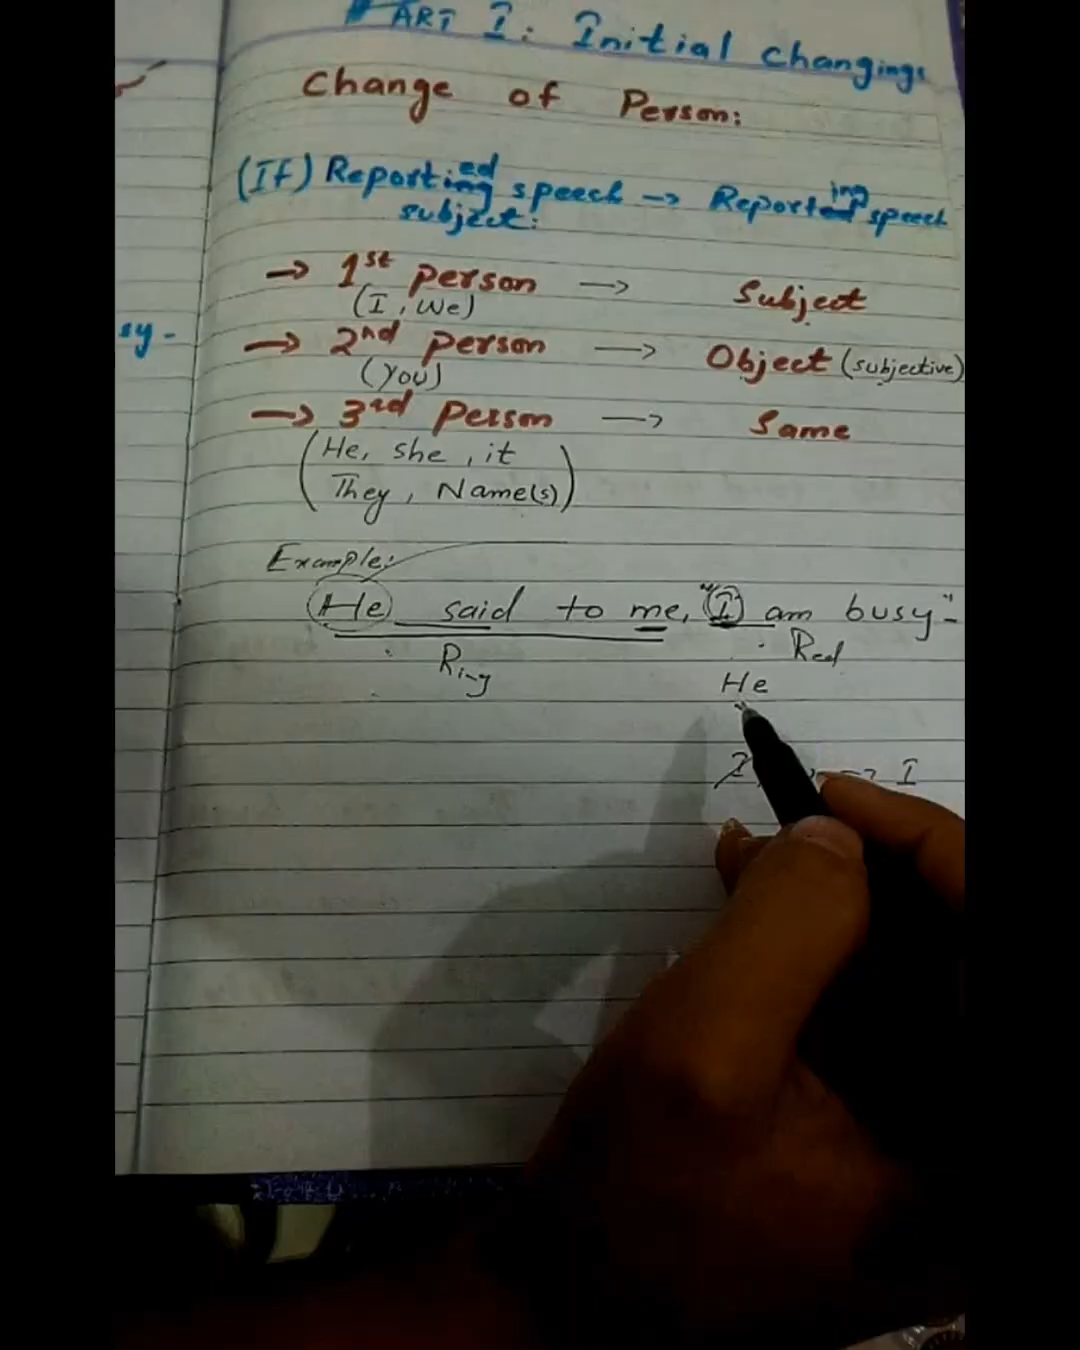 PART I: Initial changings
Change of Person:
(If) Reported speech → Reporting speech
subject:
→ 1st person → Subject
(I, We)
→ 2nd person → Object (subjective)
(You)
→ 3rd Person → Same
(He, she, it
They, Name(s))
sy-
Example:
He said to me, "I am busy"-
Ring Red
He
→ I